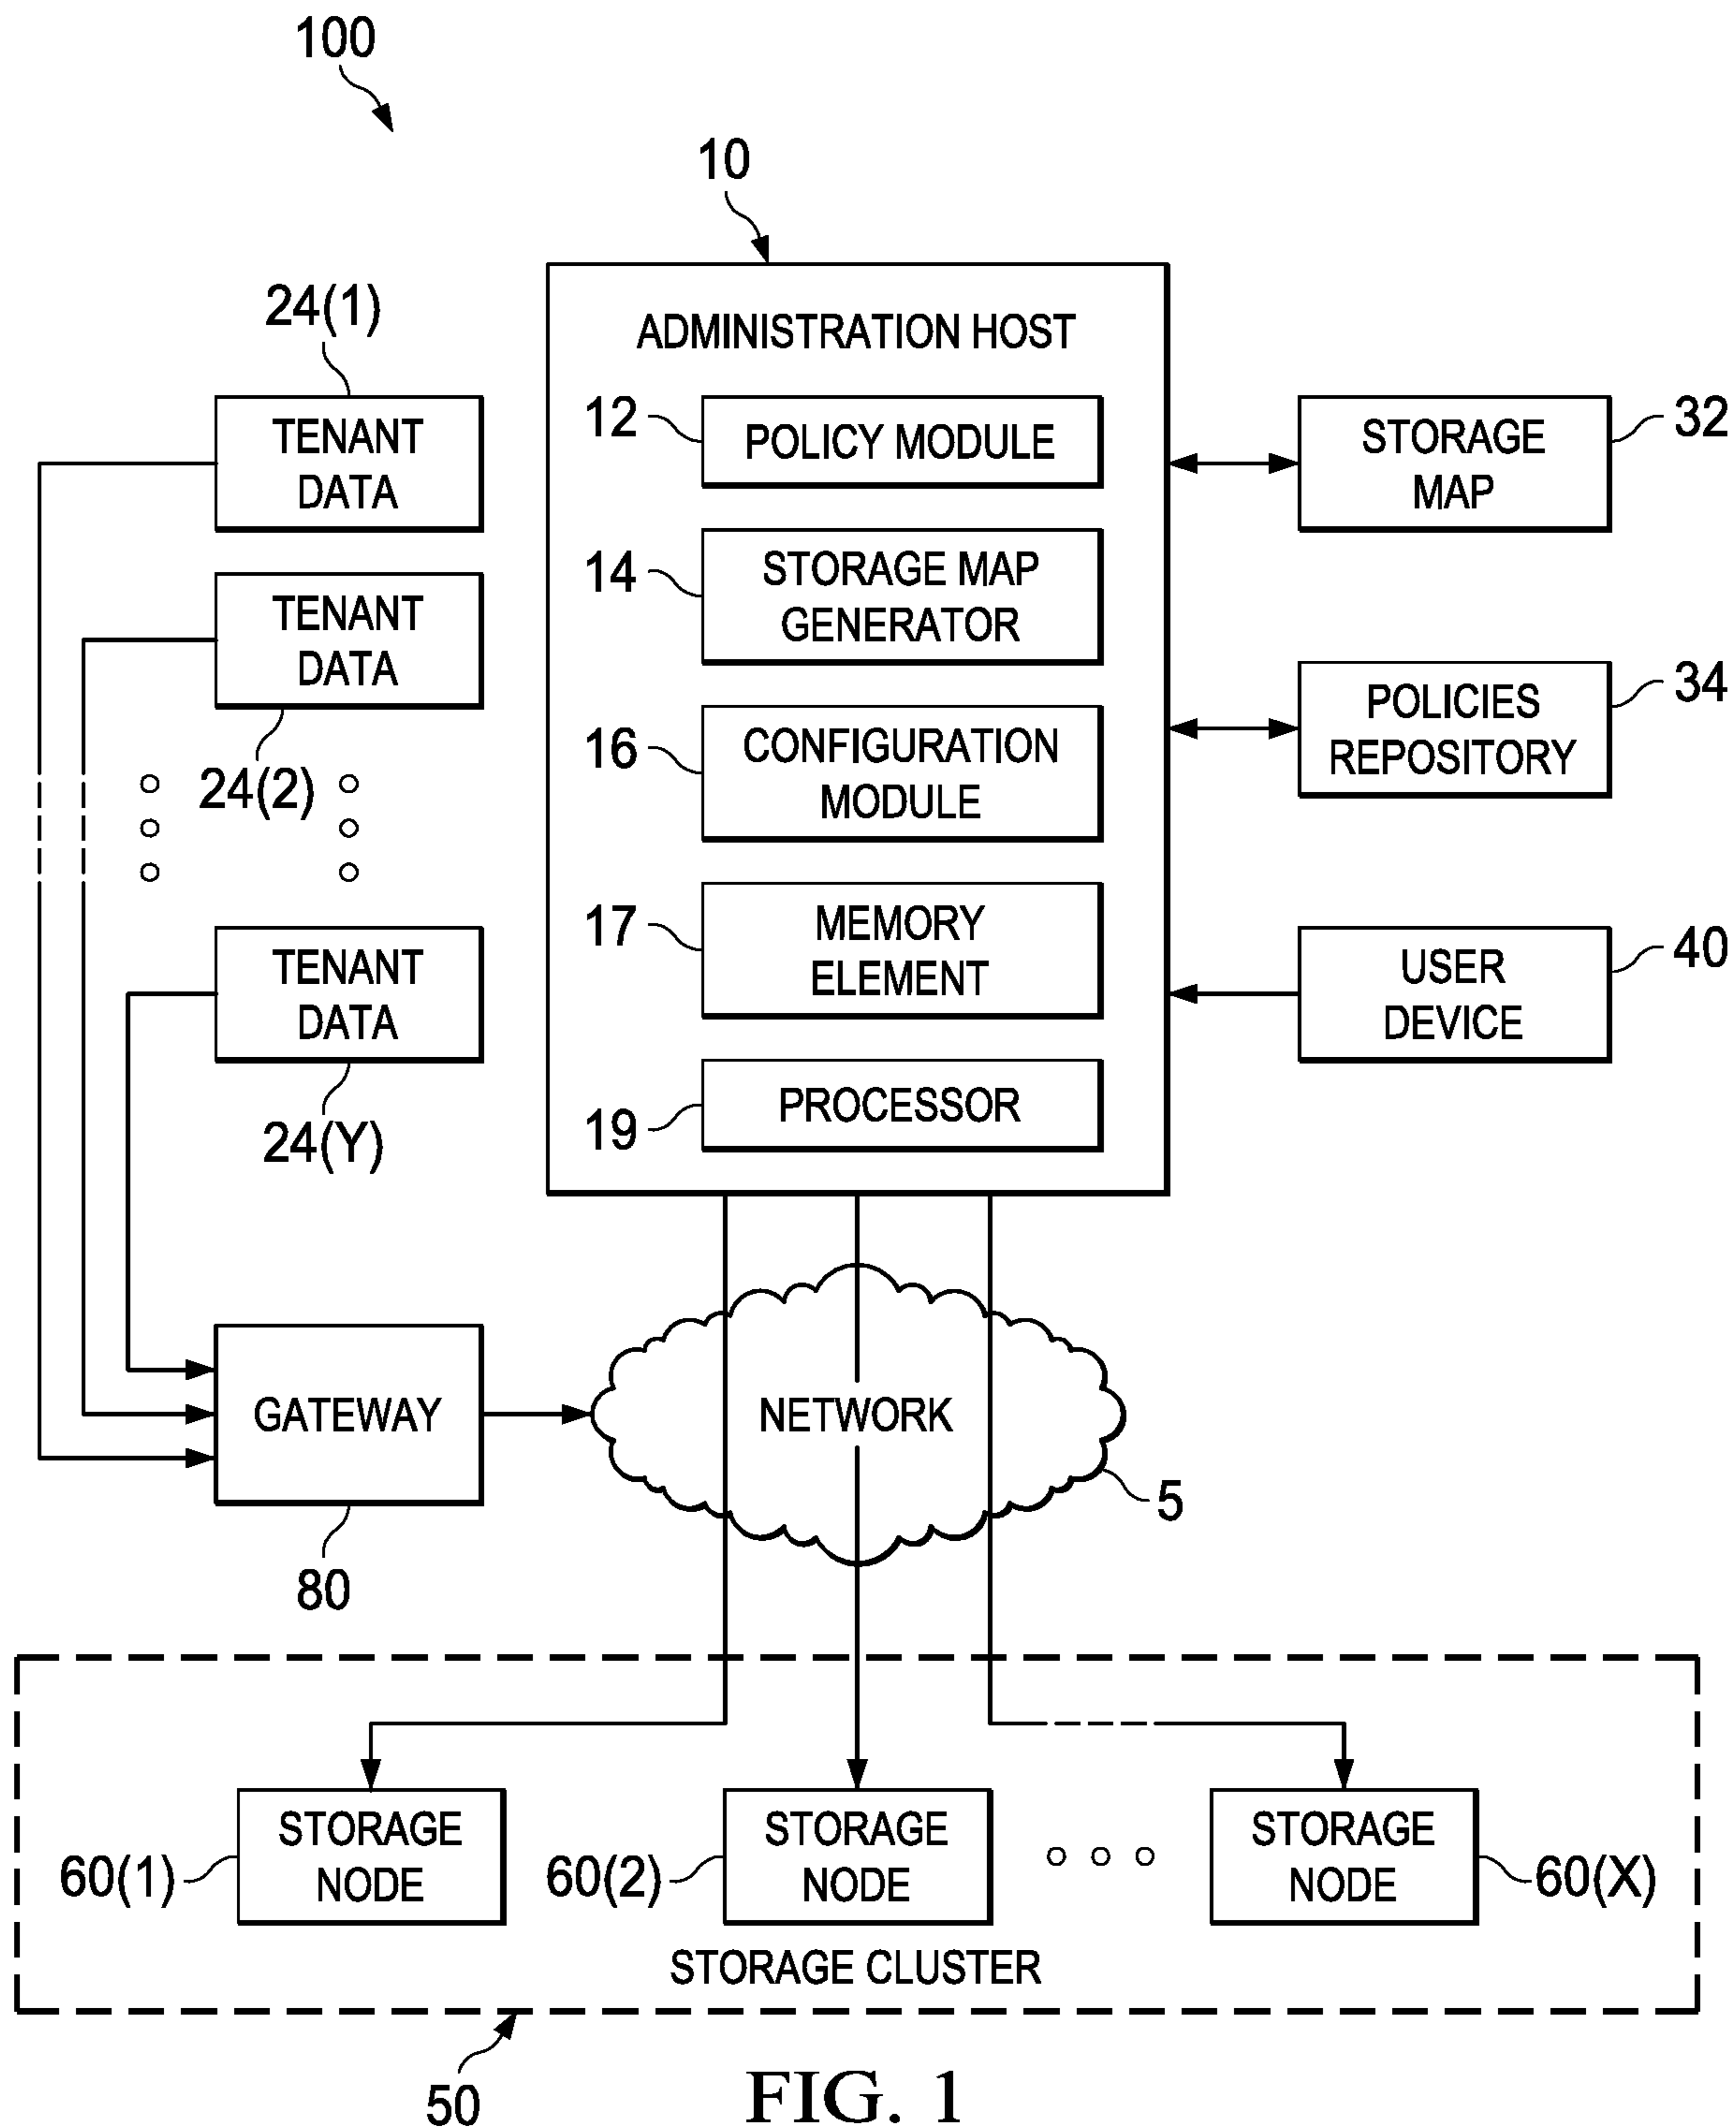 100
10
24(1)
ADMINISTRATION HOST
TENANT
DATA
12
POLICY MODULE
STORAGE
MAP
32
14
STORAGE MAP
GENERATOR
TENANT
DATA
24(2)
16
CONFIGURATION
MODULE
POLICIES
REPOSITORY
34
17
MEMORY
ELEMENT
TENANT
DATA
24(Y)
USER
DEVICE
40
19
PROCESSOR
GATEWAY
80
NETWORK
5
60(1)
STORAGE
NODE
60(2)
STORAGE
NODE
STORAGE
NODE
60(X)
STORAGE CLUSTER
50
FIG. 1